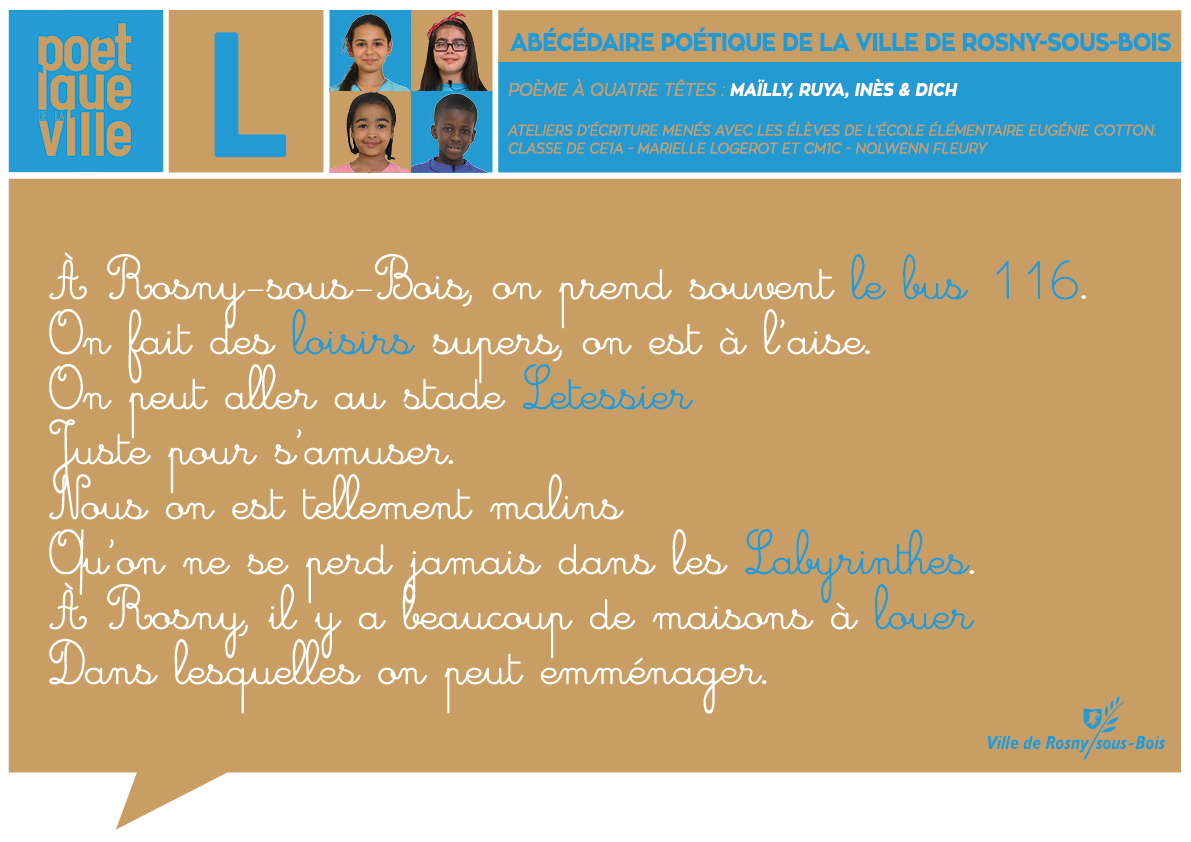 poet
ique
DE LA
ville
L
ABÉCÉDAIRE POÉTIQUE DE LA VILLE DE ROSNY-SOUS-BOIS
POÈME À QUATRE TÊTES : MAÏLLY, RUYA, INÈS & DICH
ATELIERS D'ÉCRITURE MENÉS AVEC LES ÉLÈVES DE L'ÉCOLE ÉLÉMENTAIRE EUGÉNIE COTTON.
CLASSE DE CE1A - MARIELLE LOGEROT ET CM1C - NOLWENN FLEURY
À Rosny-sous-Bois, on prend souvent le bus 116.
On fait des loisirs supers, on est à l'aise.
On peut aller au stade Letessier
Juste pour s'amuser.
Nous on est tellement malins
Qu'on ne se perd jamais dans les Labyrinthes.
À Rosny, il y a beaucoup de maisons à louer
Dans lesquelles on peut emménager.
Ville de Rosny/sous-Bois